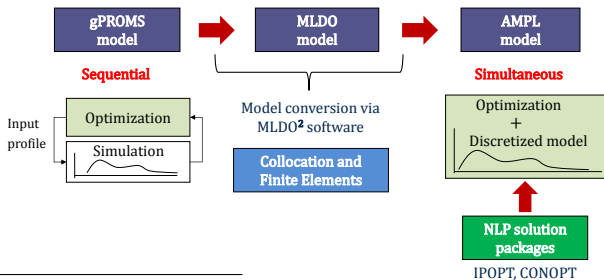 gPROMS
model
MLDO
model
AMPL
model
Sequential
Simultaneous
Input
profile
Optimization
Simulation
Model conversion via
MLDO² software
Collocation and
Finite Elements
Optimization
+
Discretized model
NLP solution
packages
IPOPT, CONOPT